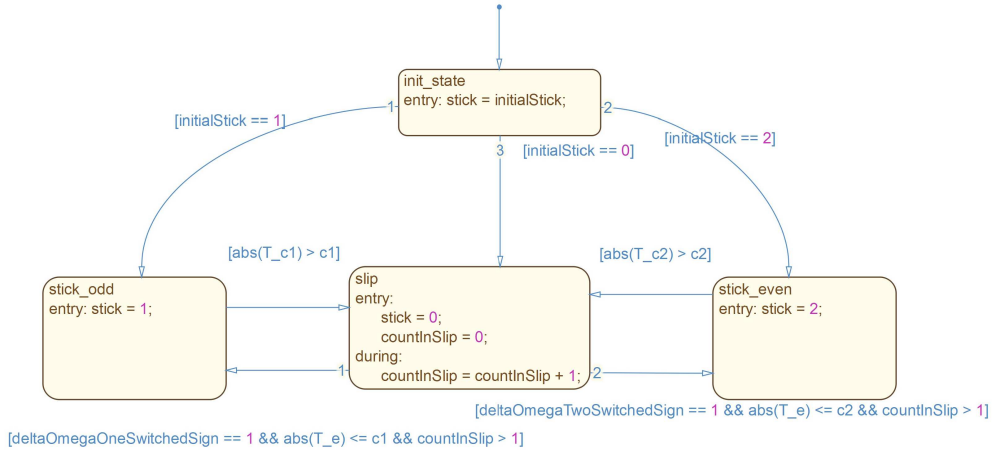 init_state
entry: stick = initialStick;
1
2
[initialStick == 1]
[initialStick == 2]
3
[initialStick == 0]
[abs(T_c1) > c1]
[abs(T_c2) > c2]
stick_odd
entry: stick = 1;
slip
entry:
stick = 0;
countInSlip = 0;
during:
countInSlip = countInSlip + 1;
stick_even
entry: stick = 2;
1
2
[deltaOmegaTwoSwitchedSign == 1 && abs(T_e) <= c2 && countInSlip > 1]
[deltaOmegaOneSwitchedSign == 1 && abs(T_e) <= c1 && countInSlip > 1]